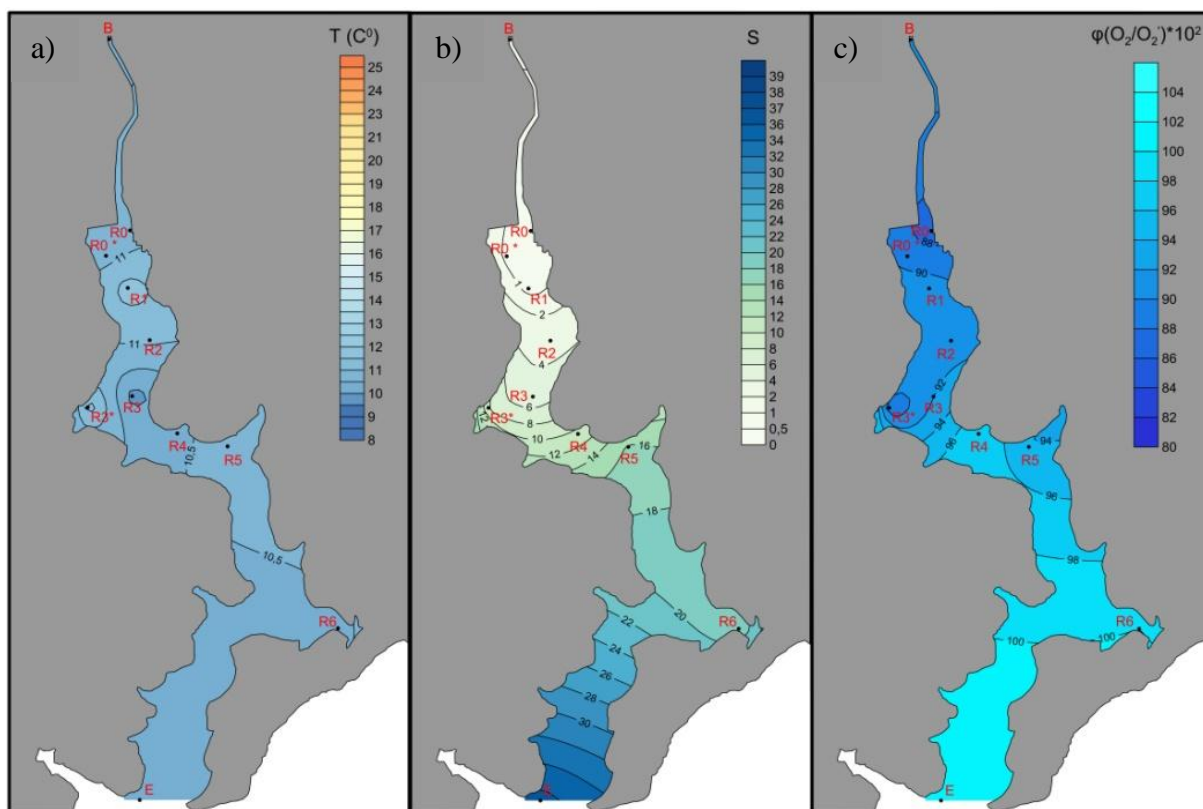 a)
T (C⁰)
B
25
24
23
22
21
20
19
18
17
16
15
14
13
12
11
10
9
8
R0
R0*
11
R1
11
R2
R3
R3*
R4
10,5
R5
10,5
R6
E
b)
S
B
39
38
37
36
34
32
28
26
24
22
20
18
16
14
12
10
8
6
4
2
1
0,5
0
R0
R0*
1
R1
2
R2
4
R3
6
R3*
8
10
R4
12
14
R5
16
18
20
R6
22
24
26
28
30
E
c)
φ(O₂/O₂')*10²
B
104
102
100
98
96
94
92
90
88
86
84
82
80
R0
88
R0
90
R1
R2
92
R3
R3*
94
96
R4
94
R5
96
98
100
100
R6
E